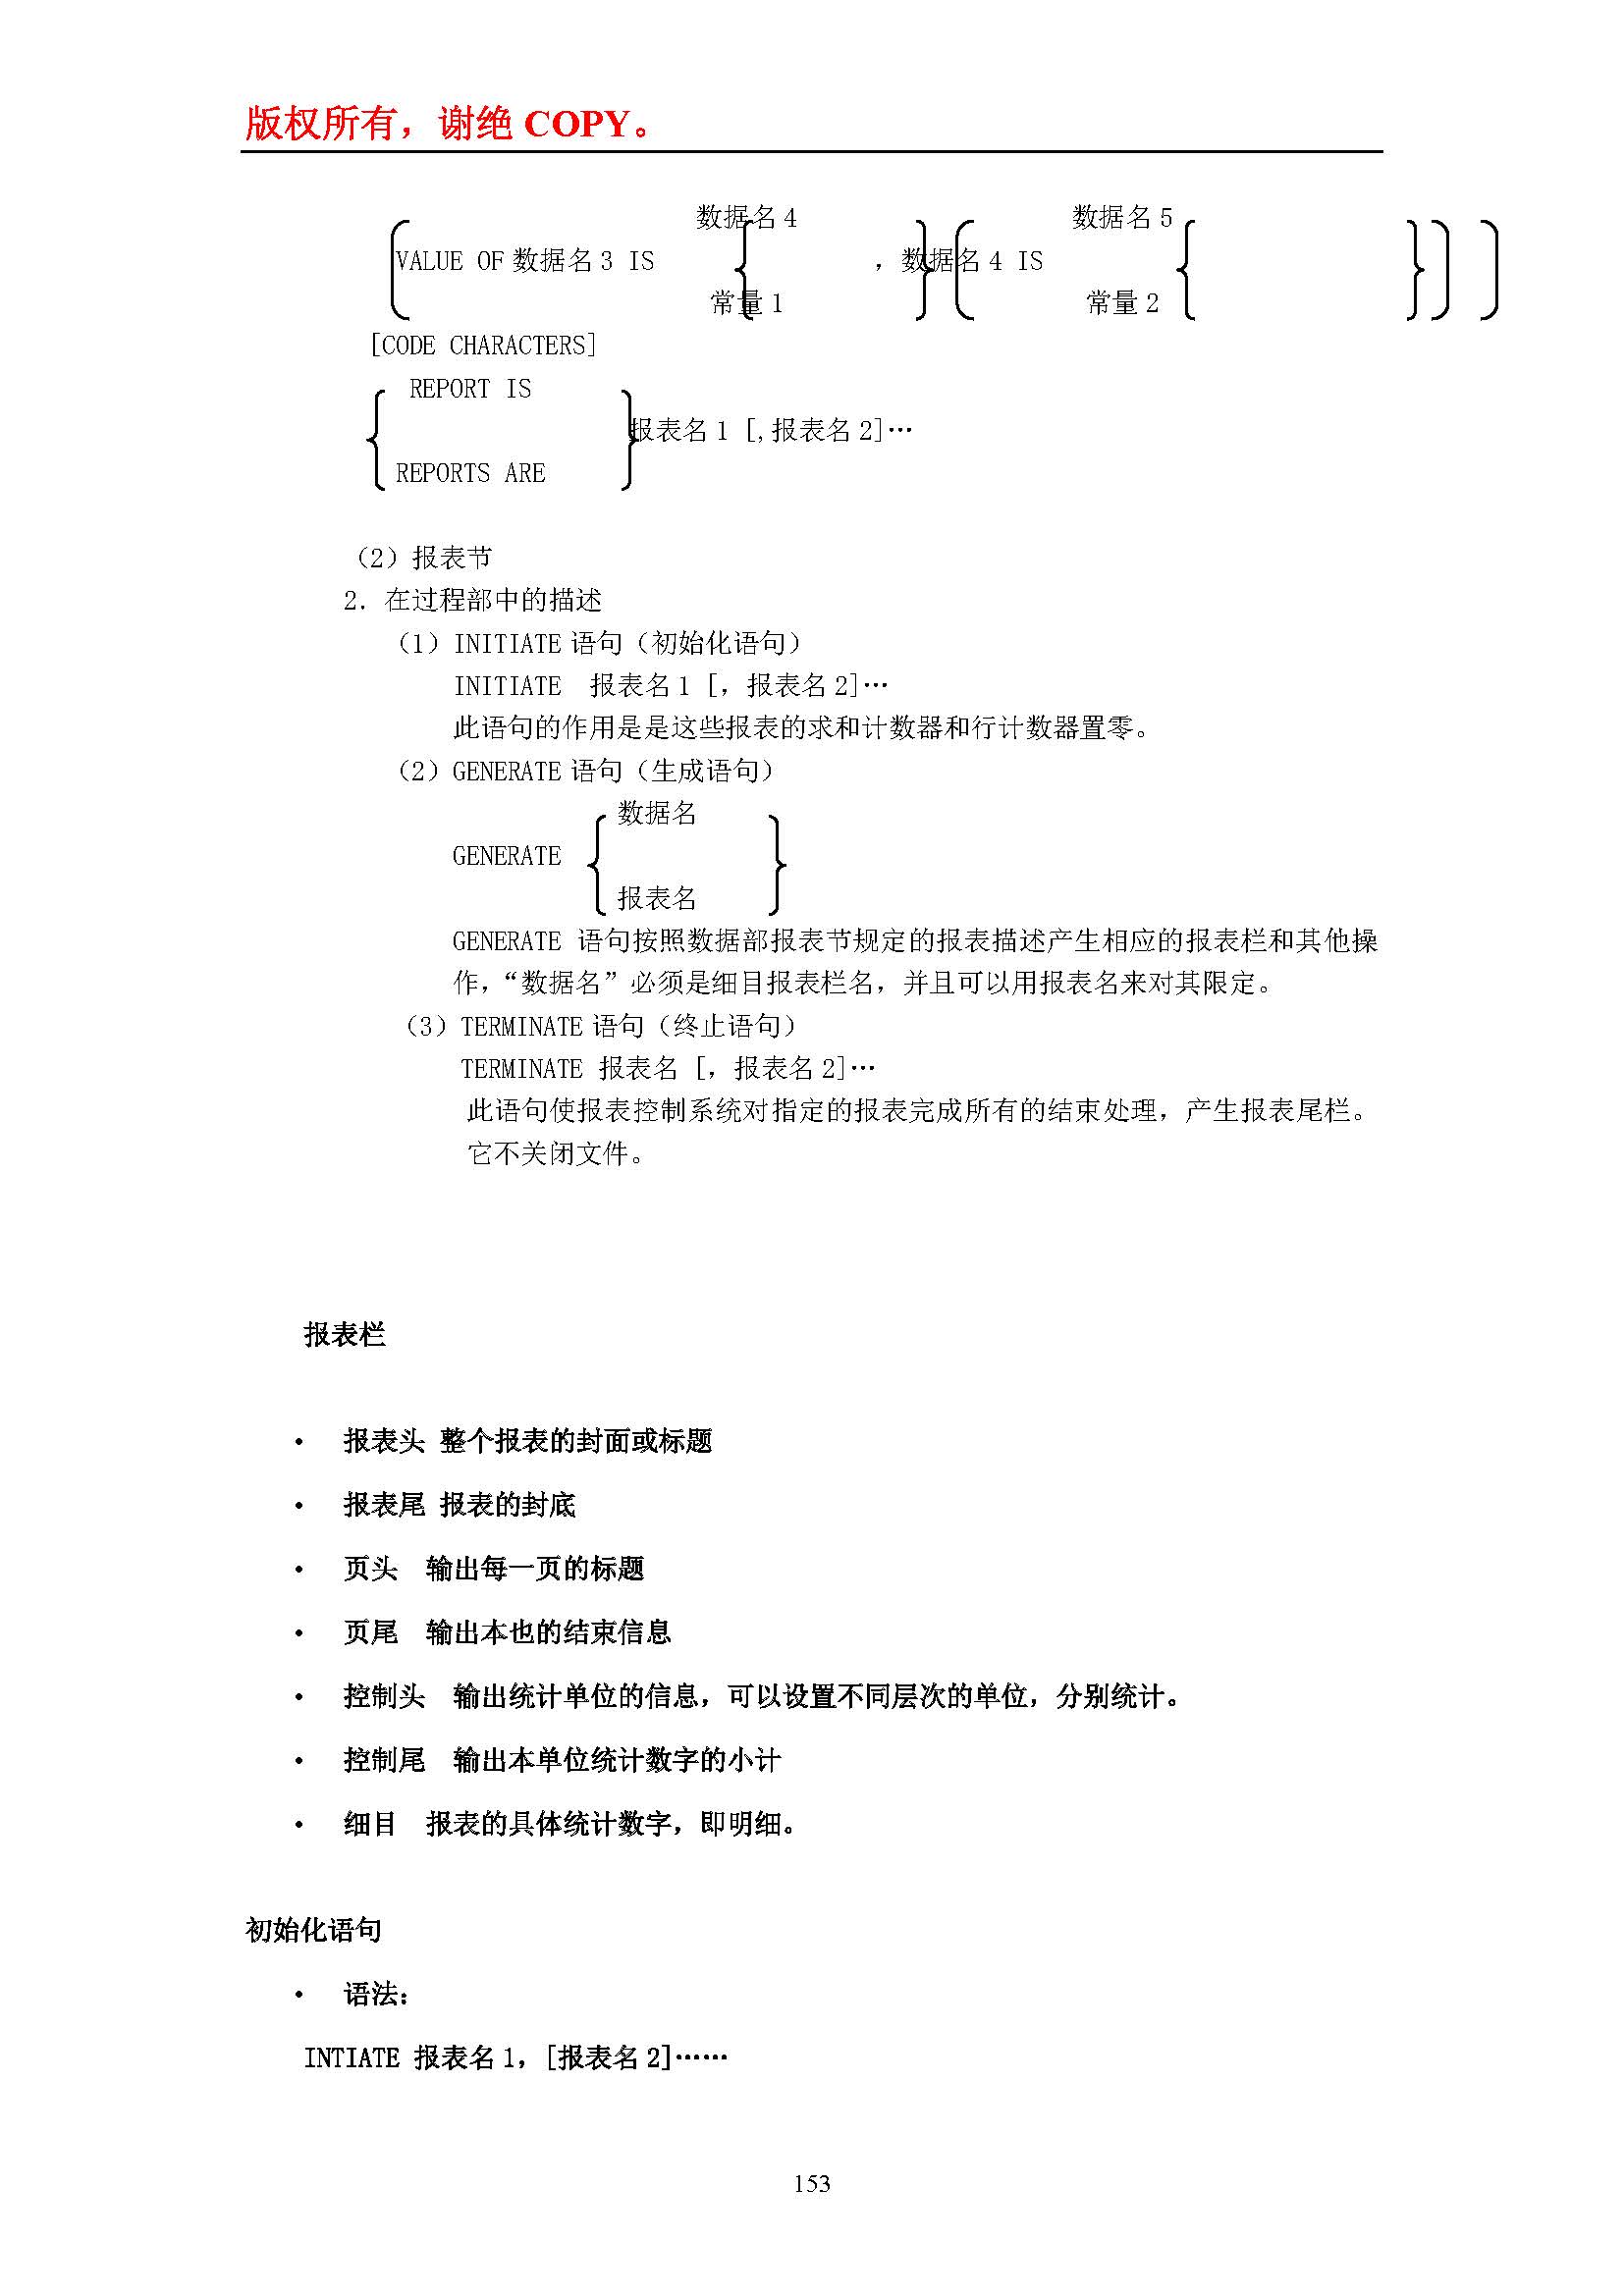 版权所有，谢绝 COPY。
数据名 4 数据名 5
VALUE OF 数据名 3 IS ，数据名 4 IS
常量 1 常量 2
[CODE CHARACTERS]
REPORT IS
报表名 1 [,报表名 2]…
REPORTS ARE
（2）报表节
2．在过程部中的描述
（1）INITIATE 语句（初始化语句）
INITIATE 报表名 1 [，报表名 2]…
此语句的作用是是这些报表的求和计数器和行计数器置零。
（2）GENERATE 语句（生成语句）
数据名
GENERATE
报表名
GENERATE 语句按照数据部报表节规定的报表描述产生相应的报表栏和其他操
作，“数据名”必须是细目报表栏名，并且可以用报表名来对其限定。
（3）TERMINATE 语句（终止语句）
TERMINATE 报表名 [，报表名 2]…
此语句使报表控制系统对指定的报表完成所有的结束处理，产生报表尾栏。
它不关闭文件。
报表栏
• 报表头 整个报表的封面或标题
• 报表尾 报表的封底
• 页头 输出每一页的标题
• 页尾 输出本也的结束信息
• 控制头 输出统计单位的信息，可以设置不同层次的单位，分别统计。
• 控制尾 输出本单位统计数字的小计
• 细目 报表的具体统计数字，即明细。
初始化语句
• 语法：
INTIATE 报表名 1，[报表名 2]……
153